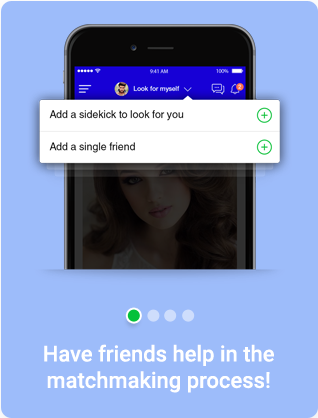 9:41 AM 100%
Look for myself 2
Add a sidekick to look for you
Add a single friend
Have friends help in the
matchmaking process!